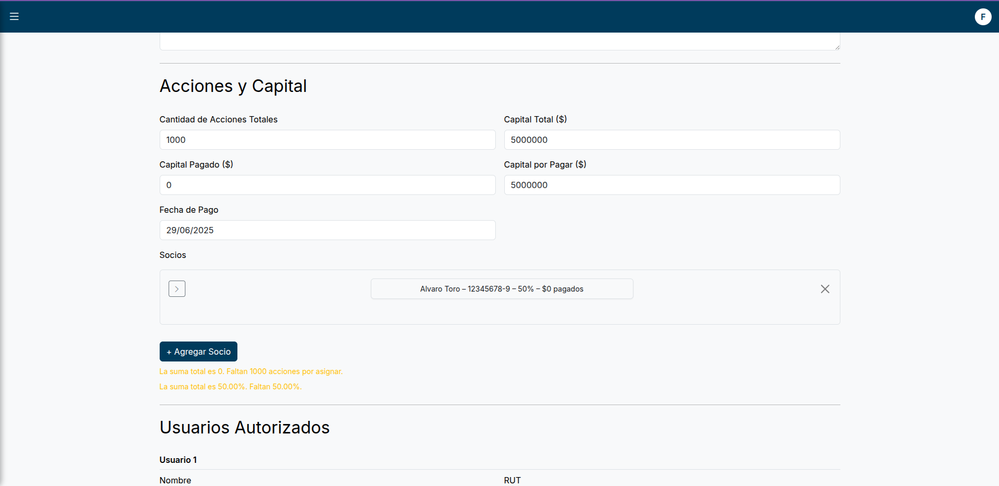 F
Acciones y Capital
Cantidad de Acciones Totales
Capital Total ($)
1000
5000000
Capital Pagado ($)
Capital por Pagar ($)
0
5000000
Fecha de Pago
29/06/2025
Socios
Alvaro Toro – 12345678-9 – 50% – $0 pagados
+ Agregar Socio
La suma total es 0. Faltan 1000 acciones por asignar.
La suma total es 50.00%. Faltan 50.00%.
Usuarios Autorizados
Usuario 1
Nombre
RUT